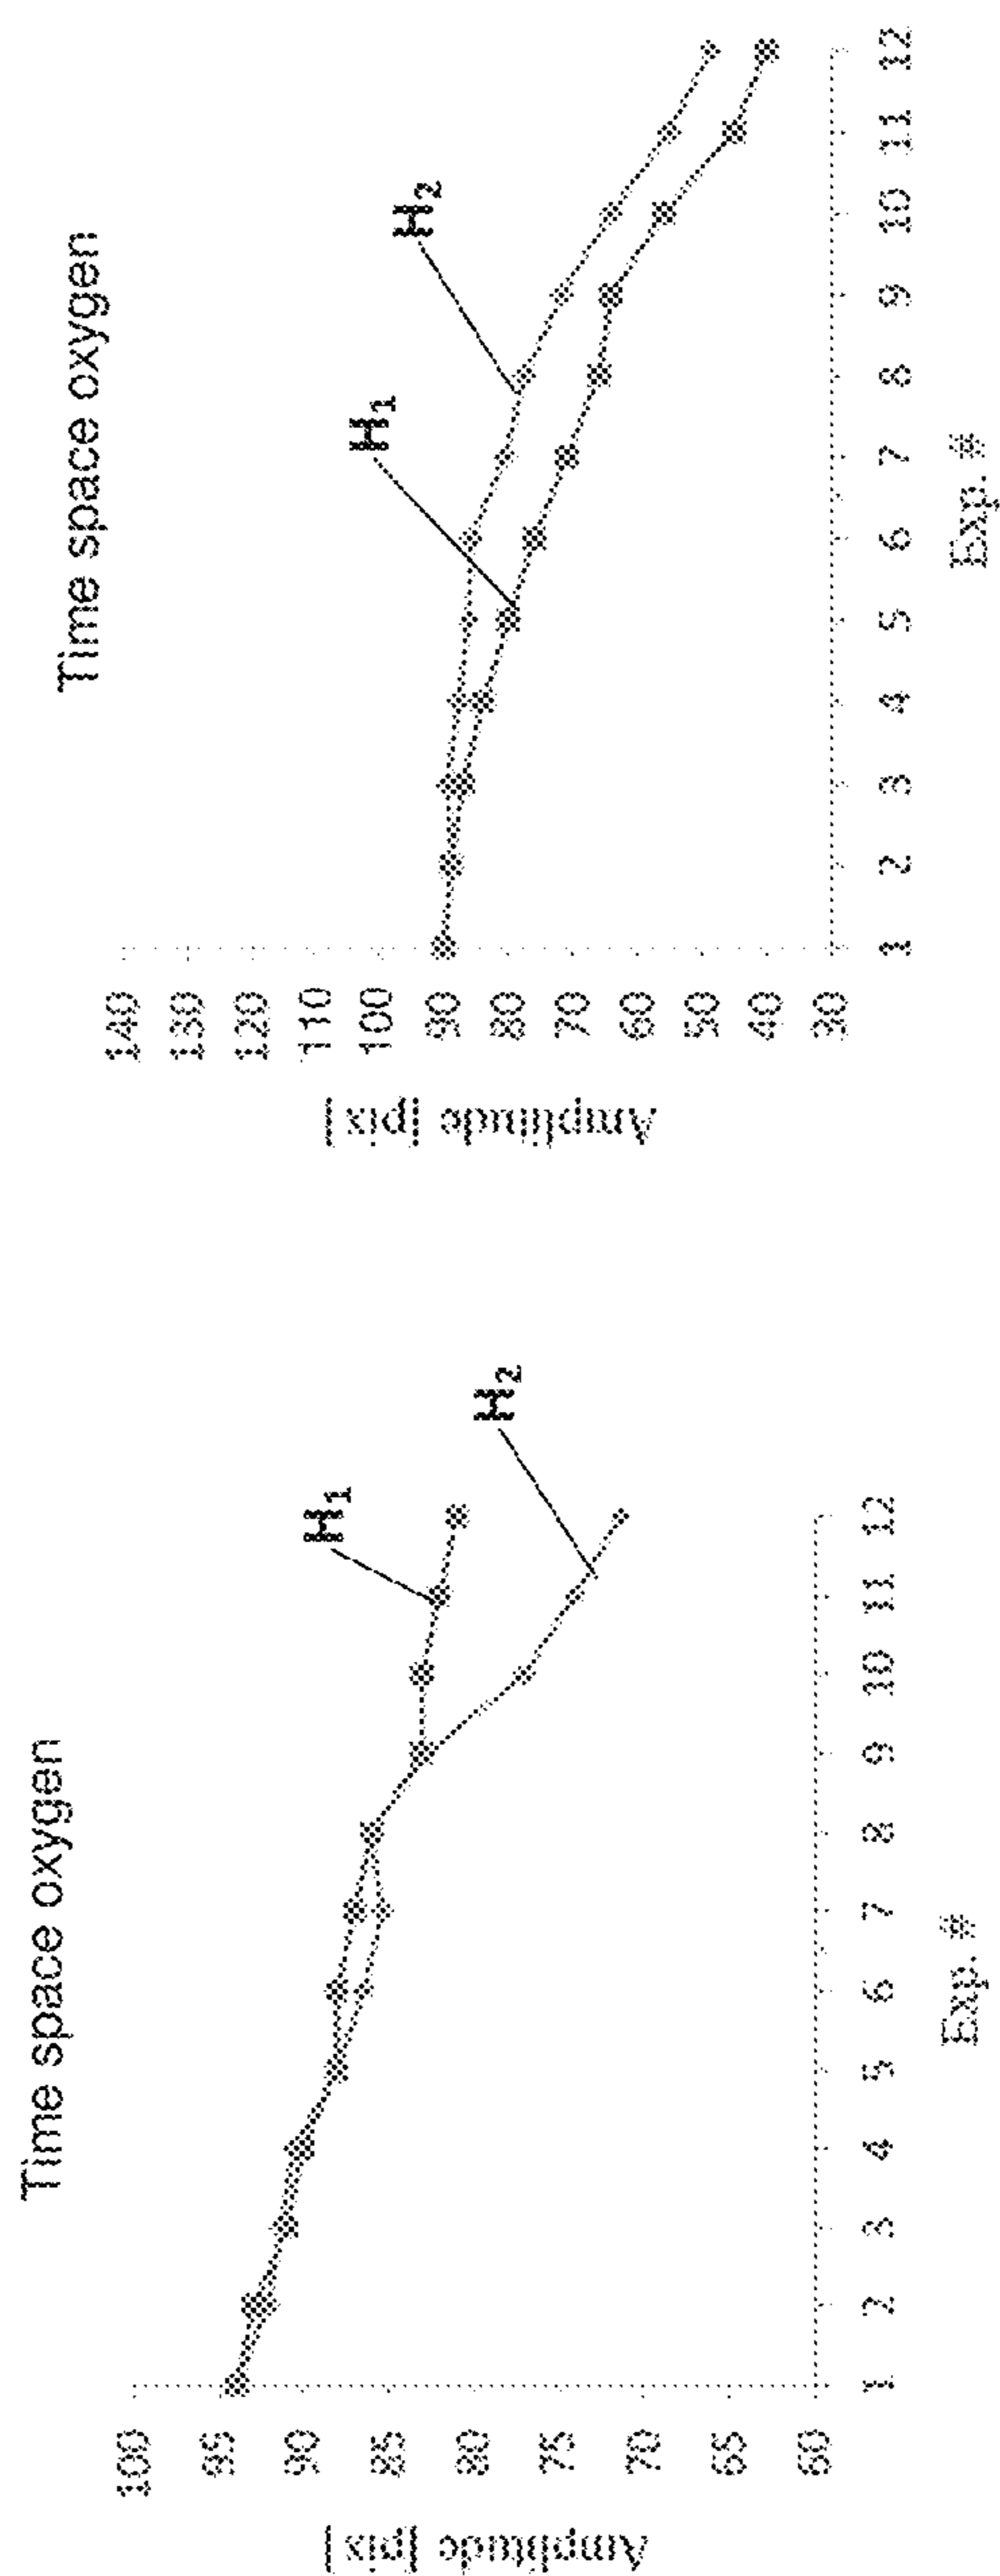 Time space oxygen
Amplitude [pix]
100
95
90
85
80
75
70
65
60
1 2 3 4 5 6 7 8 9 10 11 12
Exp. #
H1
H2
Time space oxygen
Amplitude [pix]
140
130
120
110
100
90
80
70
60
50
40
30
1 2 3 4 5 6 7 8 9 10 11 12
Exp. #
H1
H2